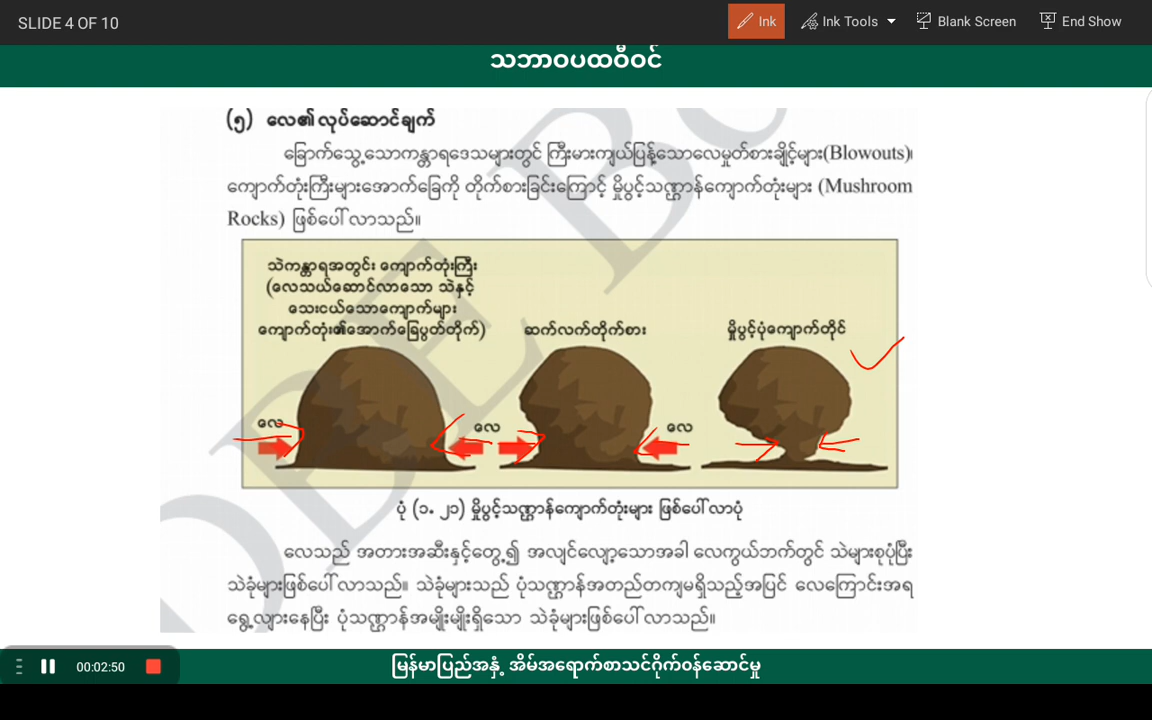 SLIDE 4 OF 10
Ink
Ink Tools
Blank Screen
End Show
သဘာဝပထဝီဝင်
(၅) လေ၏ လုပ်ဆောင်ချက်
ခြောက်သွေ့သောကန္တာရဒေသများတွင် ကြီးမားကျယ်ပြန့်သောလေမှုတ်စားချိုင့်များ(Blowouts)၊
ကျောက်တုံးကြီးများအောက်ခြေကို တိုက်စားခြင်းကြောင့် မှိုပွင့်သဏ္ဌာန်ကျောက်တုံးများ (Mushroom
Rocks) ဖြစ်ပေါ်လာသည်။
သဲကန္တာရအတွင်း ကျောက်တုံးကြီး
(လေသယ်ဆောင်လာသော သဲနှင့်
သေးငယ်သောကျောက်များ
ကျောက်တုံး၏အောက်ခြေပွတ်တိုက်)
ဆက်လက်တိုက်စား
မှိုပွင့်ပုံကျောက်တိုင်
လေ
လေ
လေ
ပုံ (၁. ၂၁) မှိုပွင့်သဏ္ဌာန်ကျောက်တုံးများ ဖြစ်ပေါ်လာပုံ
လေသည် အတားအဆီးနှင့်တွေ့၍ အလျင်လျော့သောအခါ လေကွယ်ဘက်တွင် သဲများစုပုံပြီး
သဲခုံများဖြစ်ပေါ်လာသည်။ သဲခုံများသည် ပုံသဏ္ဌာန်အတည်တကျမရှိသည့်အပြင် လေကြောင်းအရ
ရွေ့လျားနေပြီး ပုံသဏ္ဌာန်အမျိုးမျိုးရှိသော သဲခုံများဖြစ်ပေါ်လာသည်။
00:02:50
မြန်မာပြည်အနှံ့ အိမ်အရောက်စာသင်ဂိုက်ဝန်ဆောင်မှု